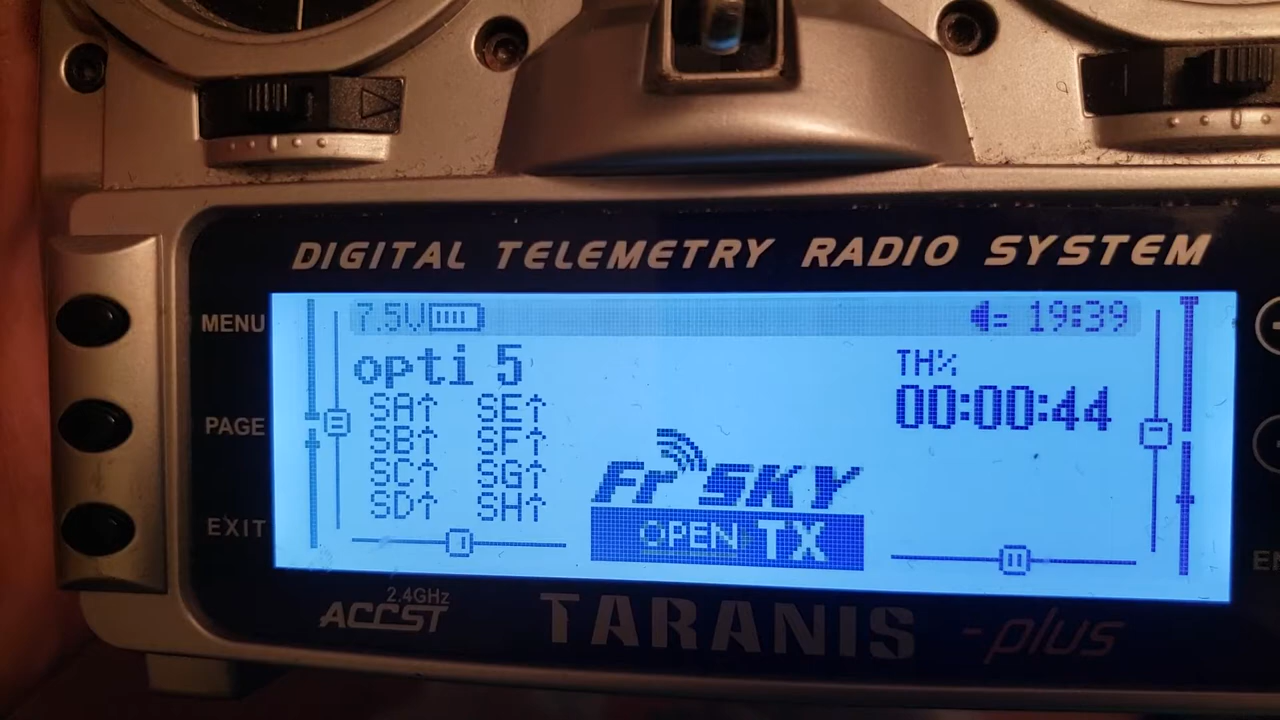 DIGITAL TELEMETRY RADIO SYSTEM
MENU
PAGE
EXIT
7.5V
19:39
opti 5
TH%
00:00:44
SA↑ SE↑
SB↑ SF↑
SC↑ SG↑
SD↑ SH↑
FrSKY
OPEN TX
2.4GHz
ACCST
TARANIS -plus